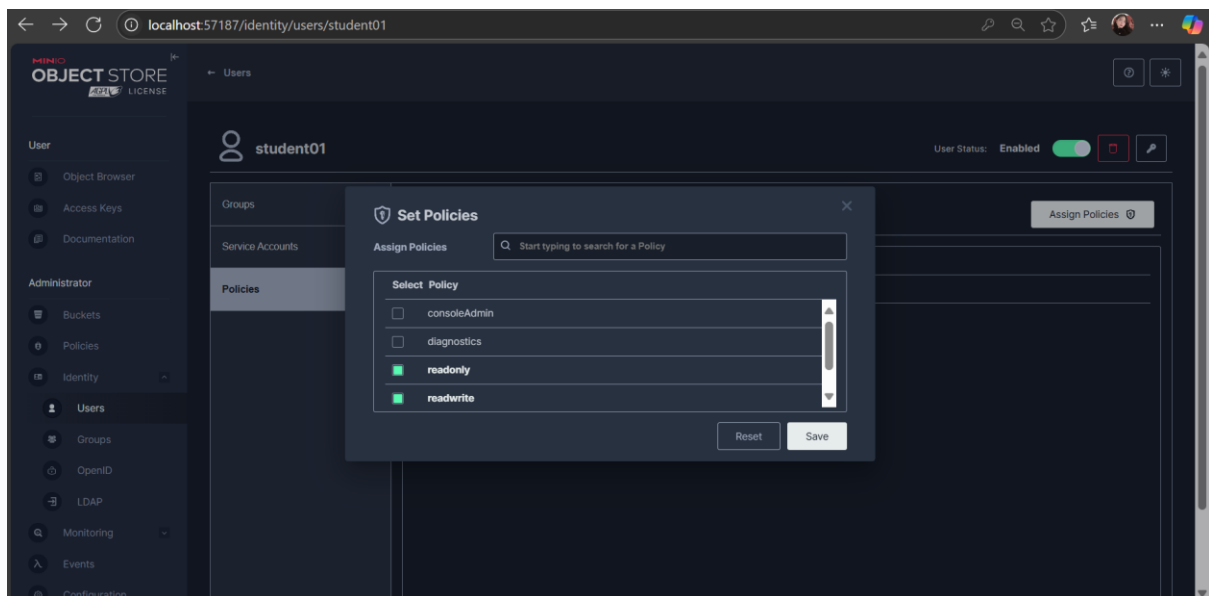 localhost:57187/identity/users/student01
MINIO
OBJECT STORE
LICENSE
← Users
User
Object Browser
Access Keys
Documentation
Administrator
Buckets
Policies
Identity
Users
Groups
OpenID
LDAP
Monitoring
Events
Configuration
student01
User Status: Enabled
Groups
Service Accounts
Policies
Assign Policies
Set Policies
Assign Policies
Start typing to search for a Policy
Select Policy
consoleAdmin
diagnostics
readonly
readwrite
Reset Save